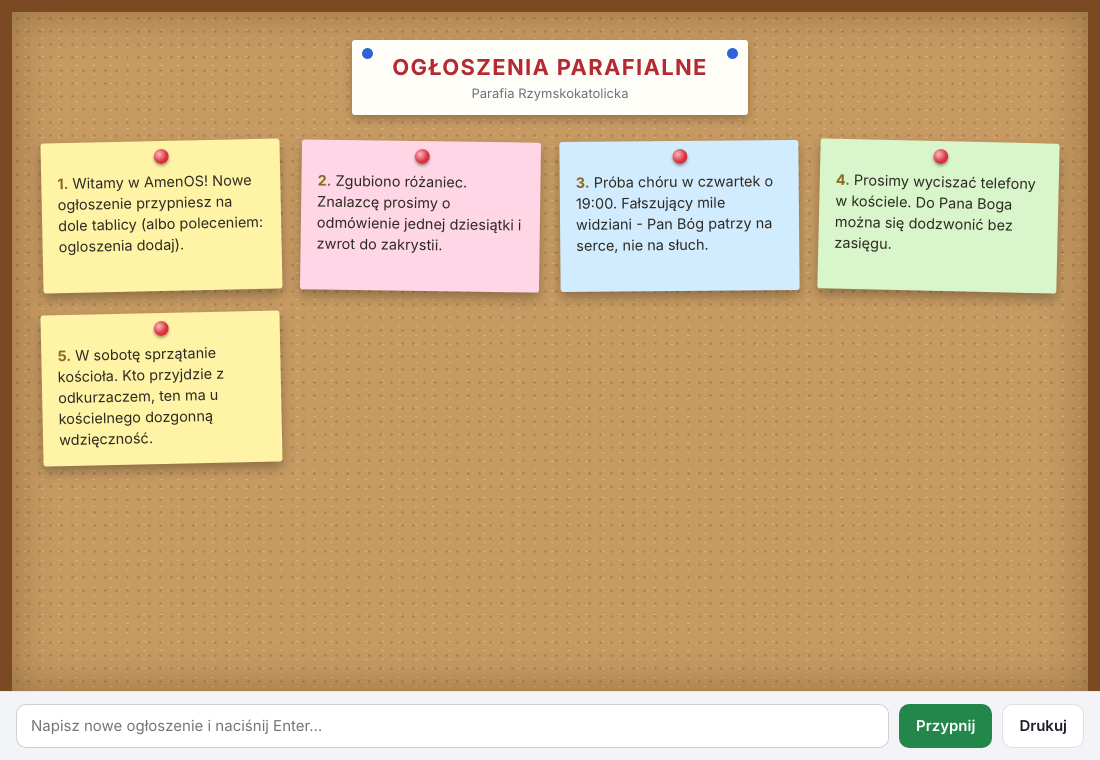 OGŁOSZENIA PARAFIALNE
Parafia Rzymskokatolicka
1. Witamy w AmenOS! Nowe
ogłoszenie przypniesz na
dole tablicy (albo poleceniem:
ogloszenia dodaj).
2. Zgubiono różaniec.
Znalazcę prosimy o
odmówienie jednej dziesiątki i
zwrot do zakrystii.
3. Próba chóru w czwartek o
19:00. Fałszujący mile
widziani - Pan Bóg patrzy na
serce, nie na słuch.
4. Prosimy wyciszać telefony
w kościele. Do Pana Boga
można się dodzwonić bez
zasięgu.
5. W sobotę sprzątanie
kościoła. Kto przyjdzie z
odkurzaczem, ten ma u
kościelnego dozgonną
wdzięczność.
Napisz nowe ogłoszenie i naciśnij Enter...
Przypnij
Drukuj